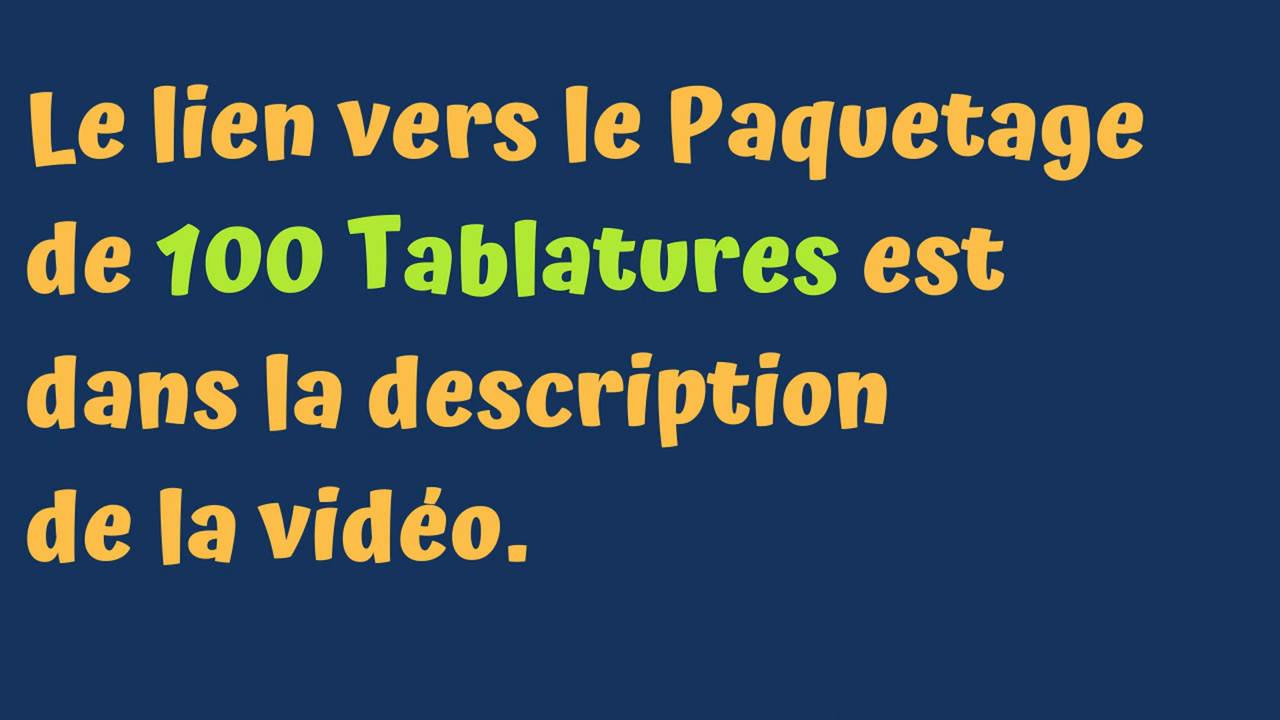 Le lien vers le Paquetage
de 100 Tablatures est
dans la description
de la vidéo.